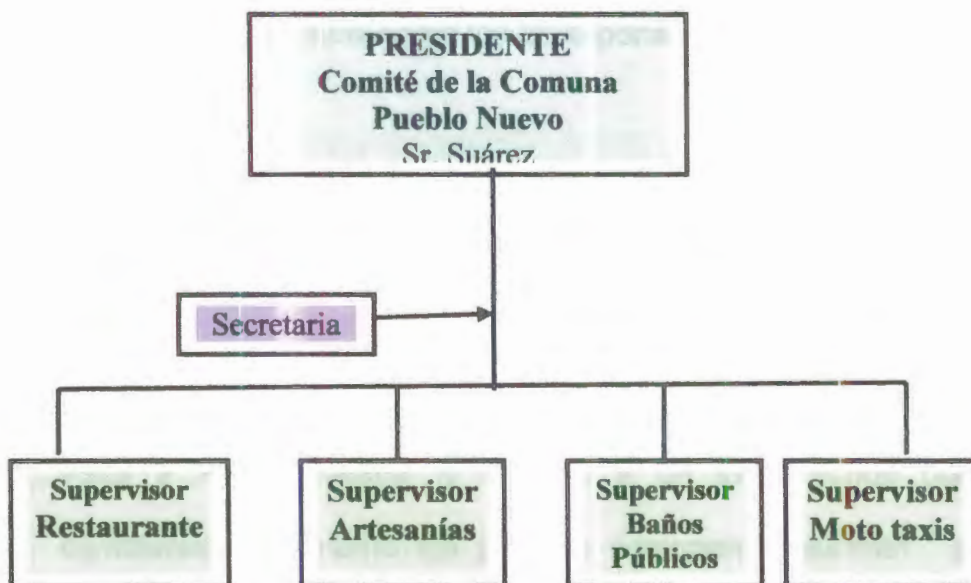 PRESIDENTE
Comité de la Comuna
Pueblo Nuevo
Sr. Suárez
Secretaria
Supervisor
Restaurante
Supervisor
Artesanías
Supervisor
Baños
Públicos
Supervisor
Moto taxis